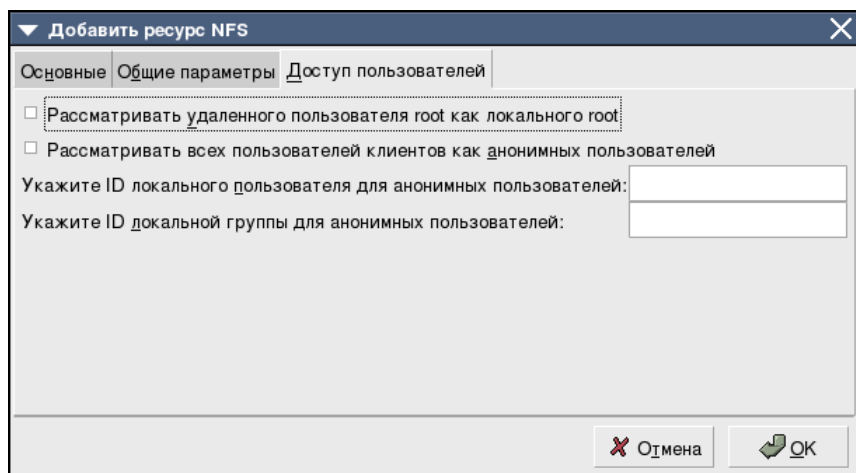 Добавить ресурс NFS
Основные Общие параметры Доступ пользователей
Рассматривать удаленного пользователя root как локального root
Рассматривать всех пользователей клиентов как анонимных пользователей
Укажите ID локального пользователя для анонимных пользователей:
Укажите ID локальной группы для анонимных пользователей:
Отмена OK